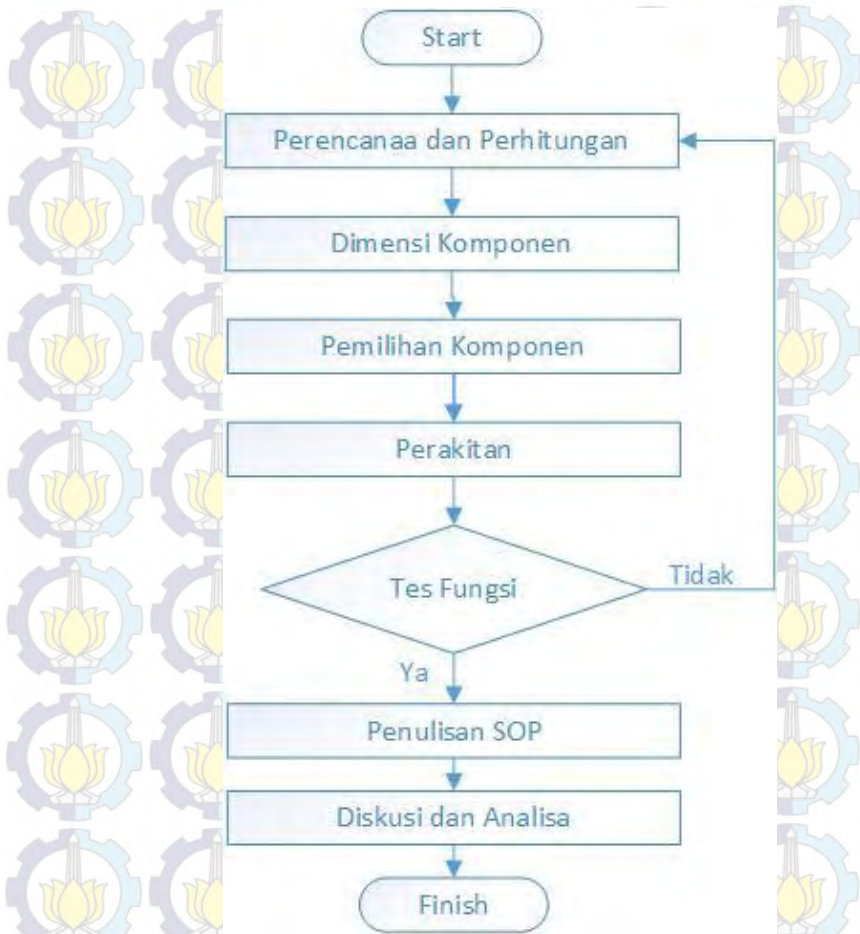 Start
Perencanaa dan Perhitungan
Dimensi Komponen
Pemilihan Komponen
Perakitan
Tes Fungsi
Tidak
Ya
Penulisan SOP
Diskusi dan Analisa
Finish